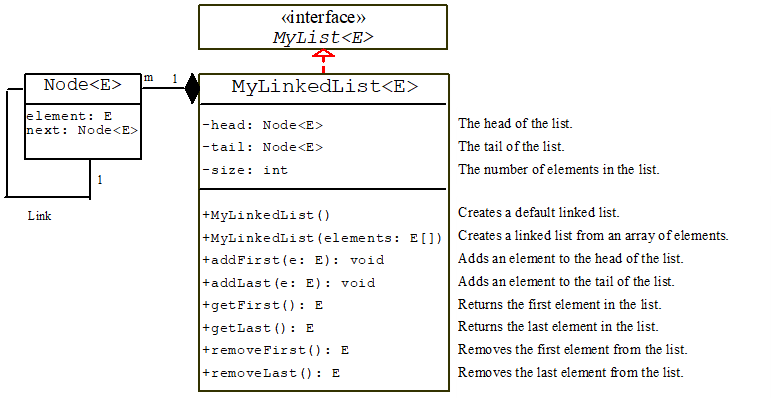 «interface»
MyList<E>
Node<E>
m 1
MyLinkedList<E>
element: E
next: Node<E>
1
Link
-head: Node<E> The head of the list.
-tail: Node<E> The tail of the list.
-size: int The number of elements in the list.
+MyLinkedList() Creates a default linked list.
+MyLinkedList(elements: E[]) Creates a linked list from an array of elements.
+addFirst(e: E): void Adds an element to the head of the list.
+addLast(e: E): void Adds an element to the tail of the list.
+getFirst(): E Returns the first element in the list.
+getLast(): E Returns the last element in the list.
+removeFirst(): E Removes the first element from the list.
+removeLast(): E Removes the last element from the list.